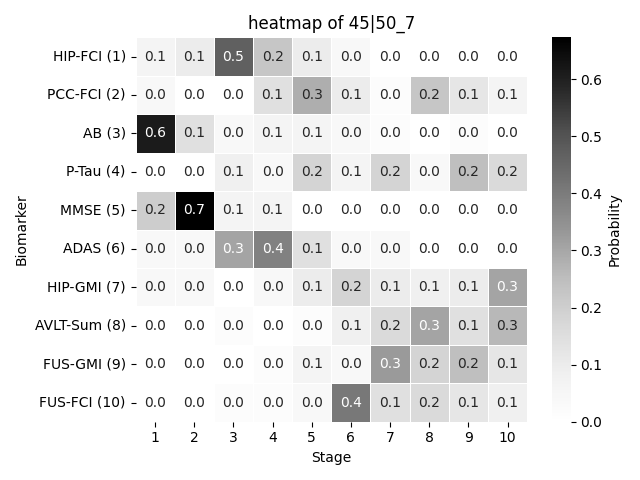 heatmap of 45|50_7
HIP-FCI (1) 0.1 0.1 0.5 0.2 0.1 0.0 0.0 0.0 0.0 0.0
PCC-FCI (2) 0.0 0.0 0.0 0.1 0.3 0.1 0.0 0.2 0.1 0.1
AB (3) 0.6 0.1 0.0 0.1 0.1 0.0 0.0 0.0 0.0 0.0
P-Tau (4) 0.0 0.0 0.1 0.0 0.2 0.1 0.2 0.0 0.2 0.2
MMSE (5) 0.2 0.7 0.1 0.1 0.0 0.0 0.0 0.0 0.0 0.0
ADAS (6) 0.0 0.0 0.3 0.4 0.1 0.0 0.0 0.0 0.0 0.0
HIP-GMI (7) 0.0 0.0 0.0 0.0 0.1 0.2 0.1 0.1 0.1 0.3
AVLT-Sum (8) 0.0 0.0 0.0 0.0 0.0 0.1 0.2 0.3 0.1 0.3
FUS-GMI (9) 0.0 0.0 0.0 0.0 0.1 0.0 0.3 0.2 0.2 0.1
FUS-FCI (10) 0.0 0.0 0.0 0.0 0.0 0.4 0.1 0.2 0.1 0.1
1 2 3 4 5 6 7 8 9 10
Stage
Biomarker
0.6
0.5
0.4
0.3
0.2
0.1
0.0
Probability